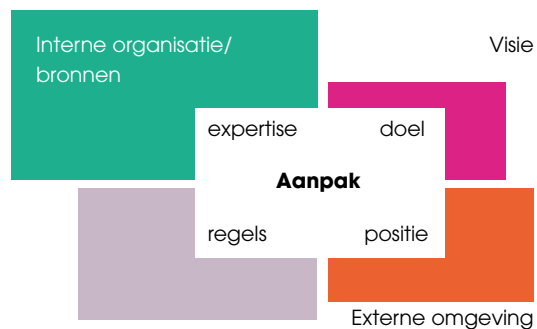 Interne organisatie/
bronnen
Visie
expertise
doel
Aanpak
regels
positie
Externe omgeving